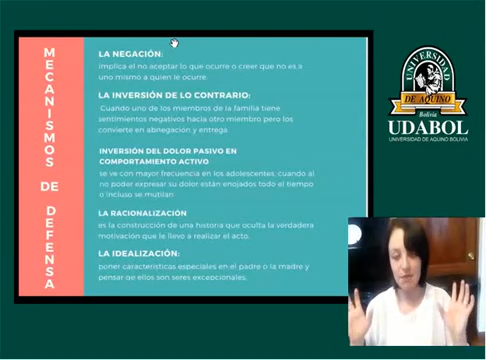 MECANISMOS DE DEFENSA
LA NEGACIÓN:
implica el no aceptar lo que ocurre o creer que no es a
uno mismo a quien le ocurre.
LA INVERSIÓN DE LO CONTRARIO:
Cuando uno de los miembros de la familia tiene
sentimientos negativos hacia otro miembro pero los
convierte en abnegación y entrega
INVERSIÓN DEL DOLOR PASIVO EN
COMPORTAMIENTO ACTIVO
se ve con mayor frecuencia en los adolescentes, cuando al
no poder expresar su dolor están enojados todo el tiempo
o incluso se mutilan
LA RACIONALIZACIÓN
es la construcción de una historia que oculta la verdadera
motivación que le llevo a realizar el acto.
LA IDEALIZACIÓN:
poner características especiales en el padre o la madre y
pensar que ellos son seres excepcionales.
UNIVERSIDAD
DE AQUINO
Bolivia
UDABOL
UNIVERSIDAD DE AQUINO BOLIVIA